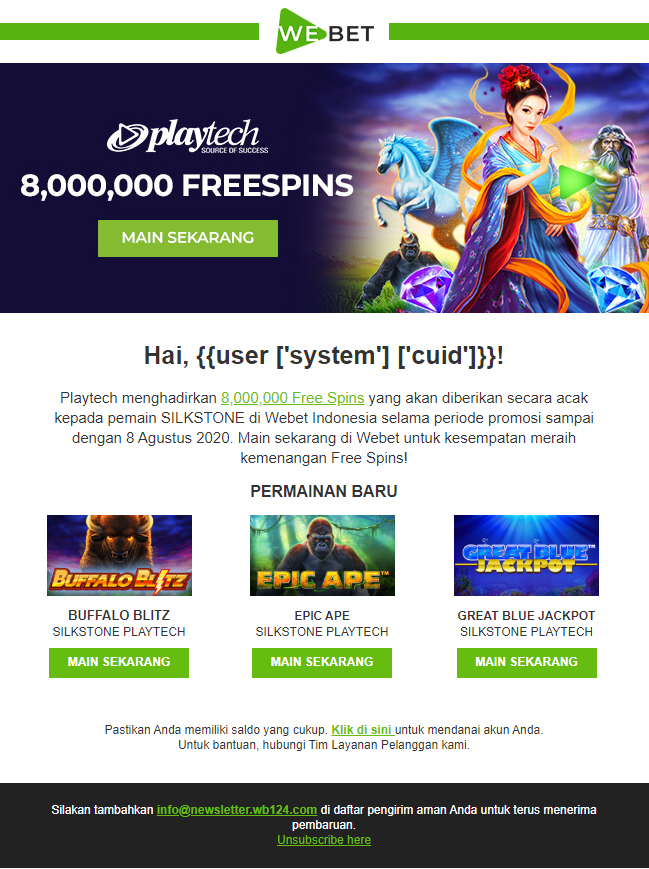 WEBET
playtech
SOURCE OF SUCCESS
8,000,000 FREESPINS
MAIN SEKARANG
Hai, {{user ['system'] ['cuid']}}!
Playtech menghadirkan 8,000,000 Free Spins yang akan diberikan secara acak
kepada pemain SILKSTONE di Webet Indonesia selama periode promosi sampai
dengan 8 Agustus 2020. Main sekarang di Webet untuk kesempatan meraih
kemenangan Free Spins!
PERMAINAN BARU
BUFFALO BLITZ
EPIC APE™
GREAT BLUE™
JACKPOT
BUFFALO BLITZ
SILKSTONE PLAYTECH
MAIN SEKARANG
EPIC APE
SILKSTONE PLAYTECH
MAIN SEKARANG
GREAT BLUE JACKPOT
SILKSTONE PLAYTECH
MAIN SEKARANG
Pastikan Anda memiliki saldo yang cukup. Klik di sini untuk mendanai akun Anda.
Untuk bantuan, hubungi Tim Layanan Pelanggan kami.
Silakan tambahkan info@newsletter.wb124.com di daftar pengirim aman Anda untuk terus menerima
pembaruan.
Unsubscribe here